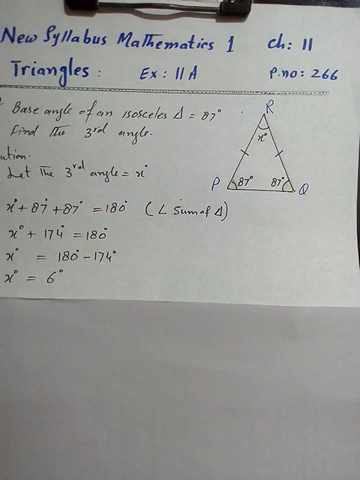 New Syllabus Mathematics 1 Ch: 11
Triangles: Ex: 11A P.no: 266
Base angle of an isosceles Δ = 87°
Find the 3rd angle.
ution:
Let the 3rd angle = x°
x° + 87° + 87° = 180° (∠ sum of Δ)
x° + 174° = 180°
x° = 180° - 174°
x° = 6°
R
x°
P 87° 87° Q